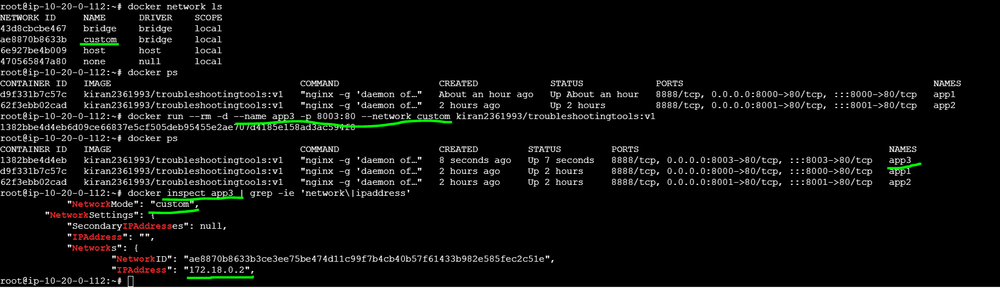 root@ip-10-20-0-112:~# docker network ls
NETWORK ID     NAME      DRIVER    SCOPE
43d8cbcbe467   bridge    bridge    local
ae8870b8633b   custom    bridge    local
6e927be4b009   host      host      local
470565847a80   none      null      local
root@ip-10-20-0-112:~# docker ps
CONTAINER ID   IMAGE                                  COMMAND                  CREATED             STATUS             PORTS                                             NAMES
d9f331b7c57c   kiran2361993/troubleshootingtools:v1   "nginx -g 'daemon of…"   About an hour ago   Up About an hour   8888/tcp, 0.0.0.0:8000->80/tcp, :::8000->80/tcp   app1
62f3ebb02cad   kiran2361993/troubleshootingtools:v1   "nginx -g 'daemon of…"   2 hours ago         Up 2 hours         8888/tcp, 0.0.0.0:8001->80/tcp, :::8001->80/tcp   app2
root@ip-10-20-0-112:~# docker run --rm -d --name app3 -p 8003:80 --network custom kiran2361993/troubleshootingtools:v1
1382bbe4d4eb6d09ce66837e5cf505deb95455e2ae707d4185e158ad3ac594f8
root@ip-10-20-0-112:~# docker ps
CONTAINER ID   IMAGE                                  COMMAND                  CREATED         STATUS         PORTS                                             NAMES
1382bbe4d4eb   kiran2361993/troubleshootingtools:v1   "nginx -g 'daemon of…"   8 seconds ago   Up 7 seconds   8888/tcp, 0.0.0.0:8003->80/tcp, :::8003->80/tcp   app3
d9f331b7c57c   kiran2361993/troubleshootingtools:v1   "nginx -g 'daemon of…"   2 hours ago     Up 2 hours     8888/tcp, 0.0.0.0:8000->80/tcp, :::8000->80/tcp   app1
62f3ebb02cad   kiran2361993/troubleshootingtools:v1   "nginx -g 'daemon of…"   2 hours ago     Up 2 hours     8888/tcp, 0.0.0.0:8001->80/tcp, :::8001->80/tcp   app2
root@ip-10-20-0-112:~# docker inspect app3 | grep -ie 'network\|ipaddress'
            "NetworkMode": "custom",
        "NetworkSettings": {
            "SecondaryIPAddresses": null,
            "IPAddress": "",
            "Networks": {
                    "NetworkID": "ae8870b8633b3ce3ee75be474d11c99f7b4cb40b57f61433b982e585fec2c51e",
                    "IPAddress": "172.18.0.2",
root@ip-10-20-0-112:~#